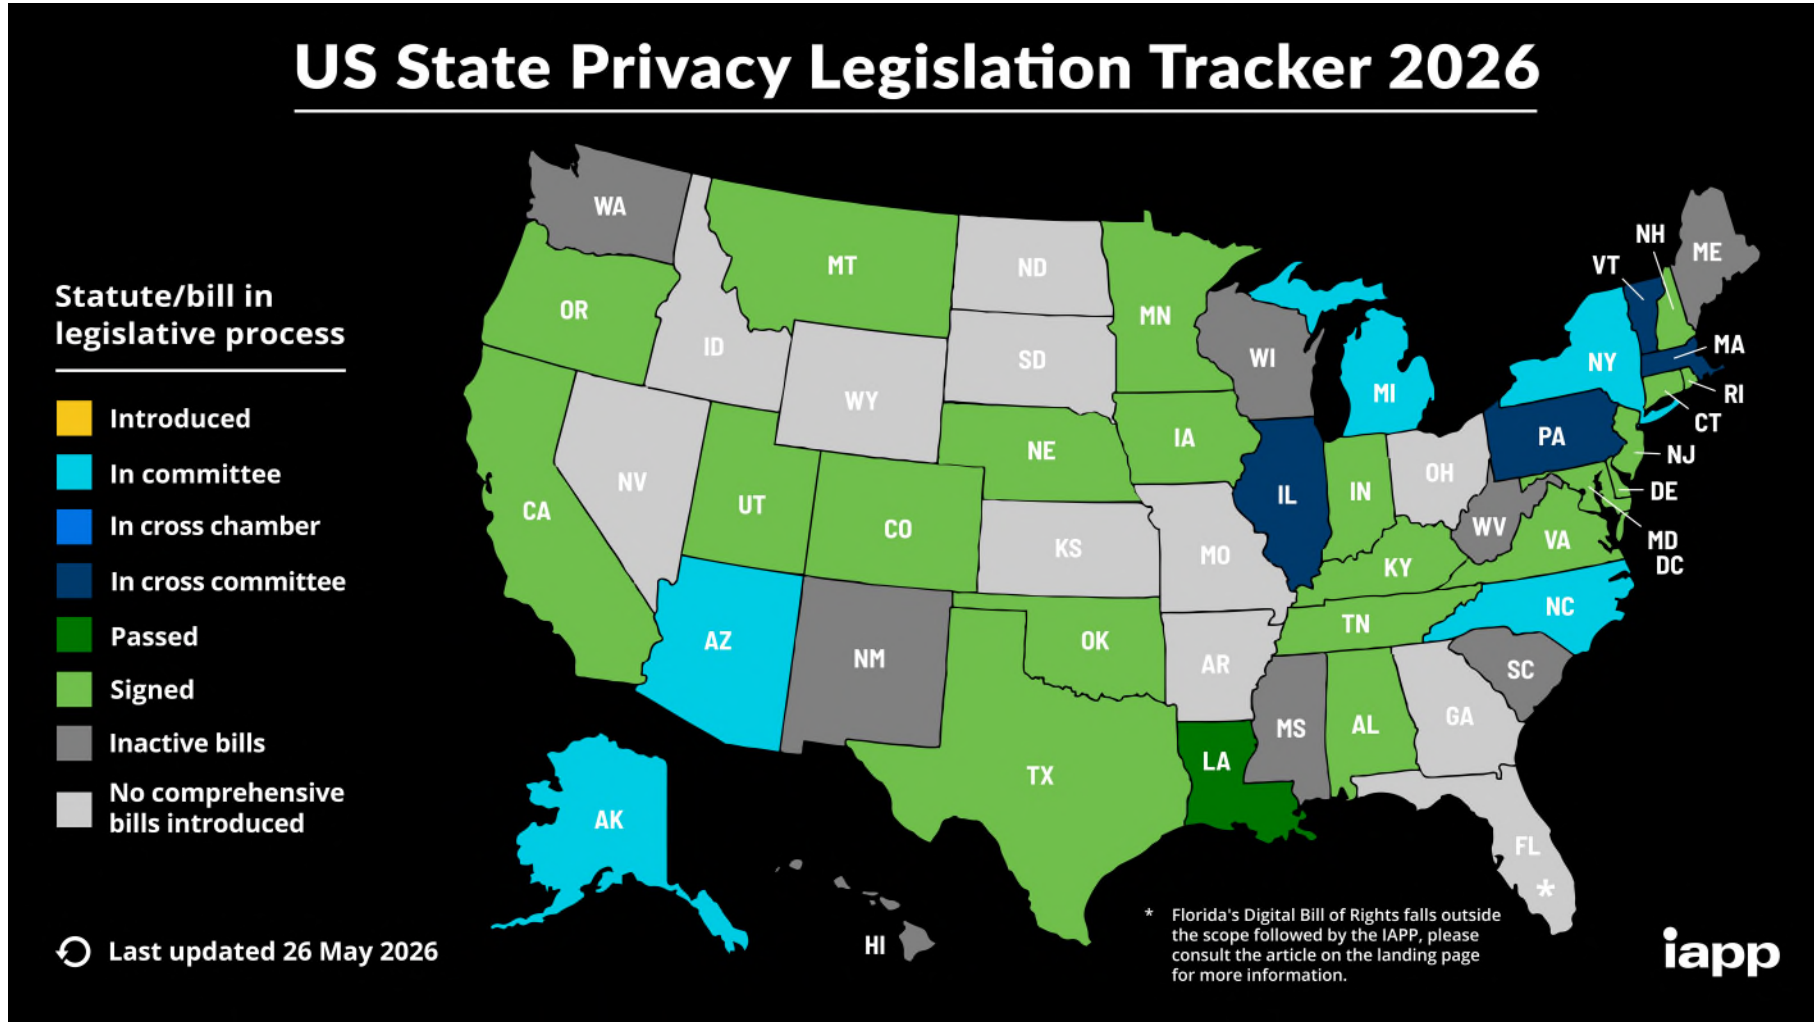 US State Privacy Legislation Tracker 2026
Statute/bill in
legislative process
Introduced
In committee
In cross chamber
In cross committee
Passed
Signed
Inactive bills
No comprehensive
bills introduced
Last updated 26 May 2026
WA
OR
CA
ID
NV
MT
WY
UT
AZ
CO
NM
ND
SD
NE
KS
OK
TX
MN
IA
MO
AR
LA
WI
IL
MI
IN
OH
KY
TN
MS
AL
GA
FL
*
SC
NC
VA
WV
PA
NY
VT
NH
ME
MA
RI
CT
NJ
DE
MD
DC
AK
HI
* Florida's Digital Bill of Rights falls outside
the scope followed by the IAPP, please
consult the article on the landing page
for more information.
iapp